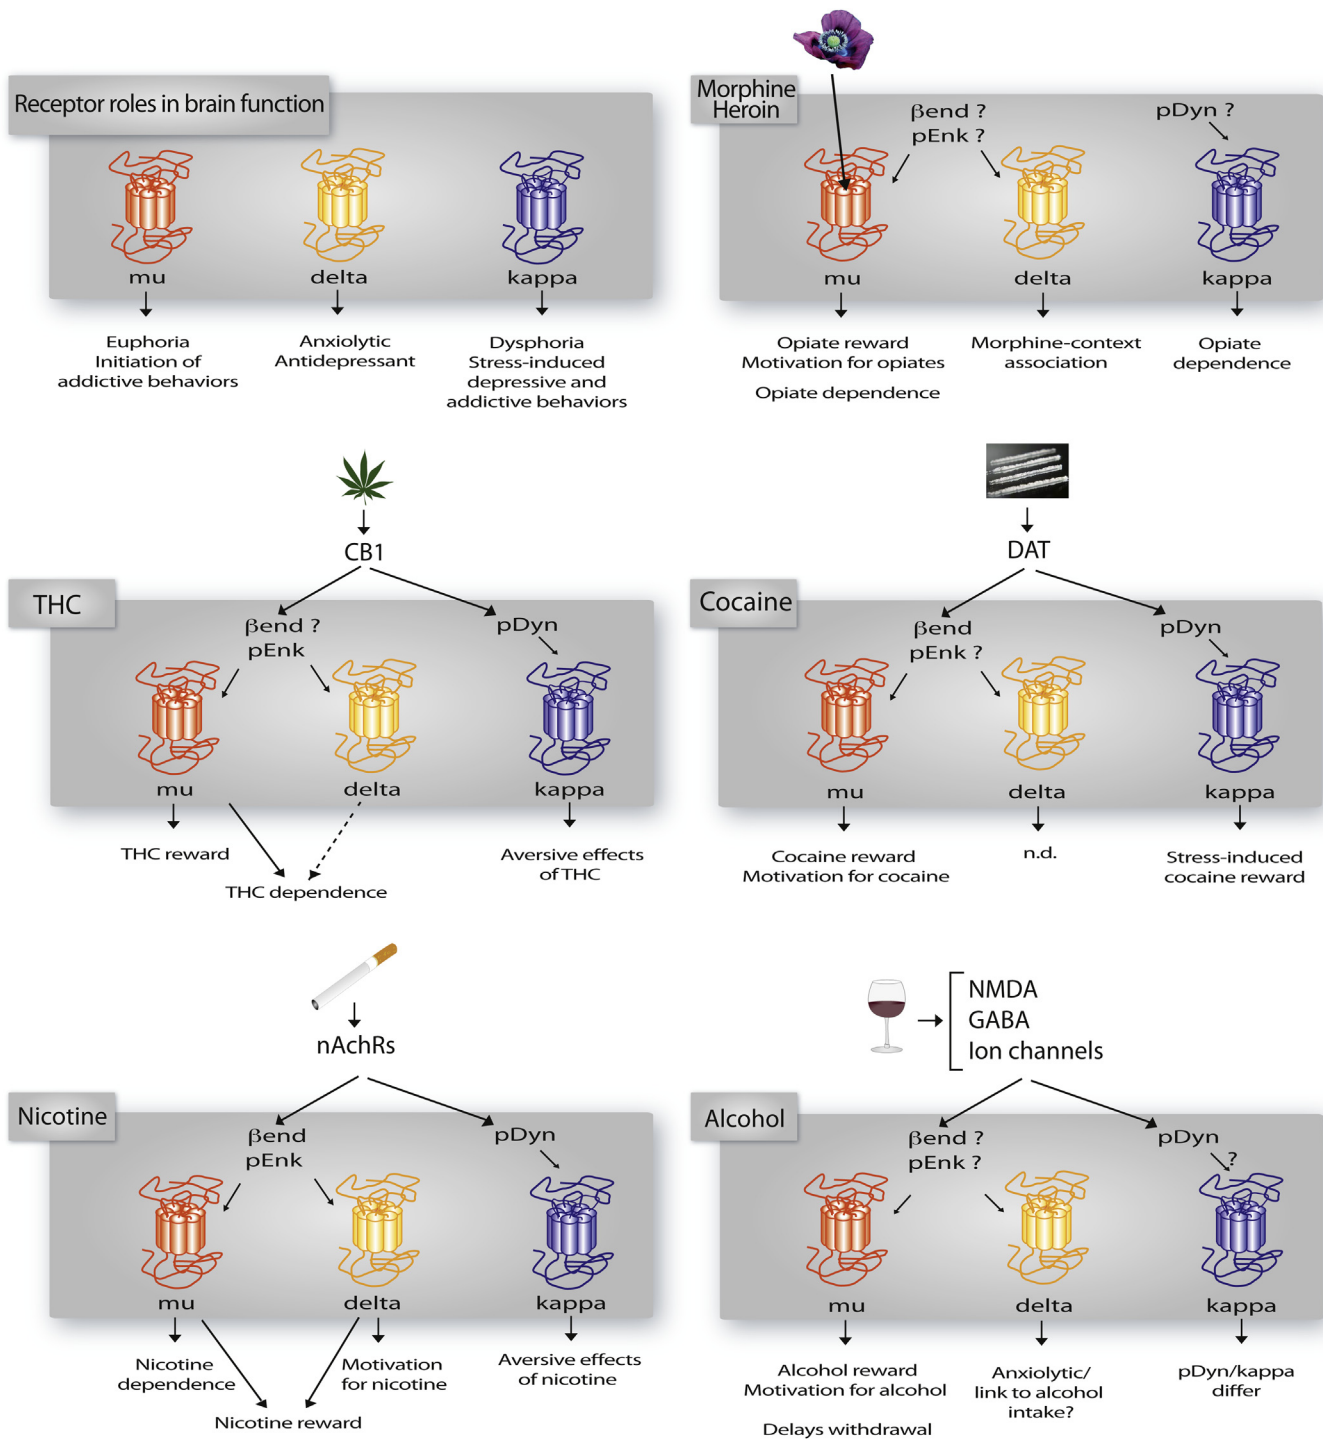 Receptor roles in brain function
mu
delta
kappa
Euphoria
Initiation of
addictive behaviors
Anxiolytic
Antidepressant
Dysphoria
Stress-induced
depressive and
addictive behaviors
Morphine
Heroin
βend ?
pEnk ?
pDyn ?
mu
delta
kappa
Opiate reward
Motivation for opiates
Opiate dependence
Morphine-context
association
Opiate
dependence
CB1
THC
βend ?
pEnk
pDyn
mu
delta
kappa
THC reward
THC dependence
Aversive effects
of THC
DAT
Cocaine
βend
pEnk ?
pDyn
mu
delta
kappa
Cocaine reward
Motivation for cocaine
n.d.
Stress-induced
cocaine reward
nAchRs
Nicotine
βend
pEnk
pDyn
mu
delta
kappa
Nicotine
dependence
Motivation
for nicotine
Nicotine reward
Aversive effects
of nicotine
NMDA
GABA
Ion channels
Alcohol
βend ?
pEnk ?
pDyn
?
mu
delta
kappa
Alcohol reward
Motivation for alcohol
Delays withdrawal
Anxiolytic/
link to alcohol
intake?
pDyn/kappa
differ